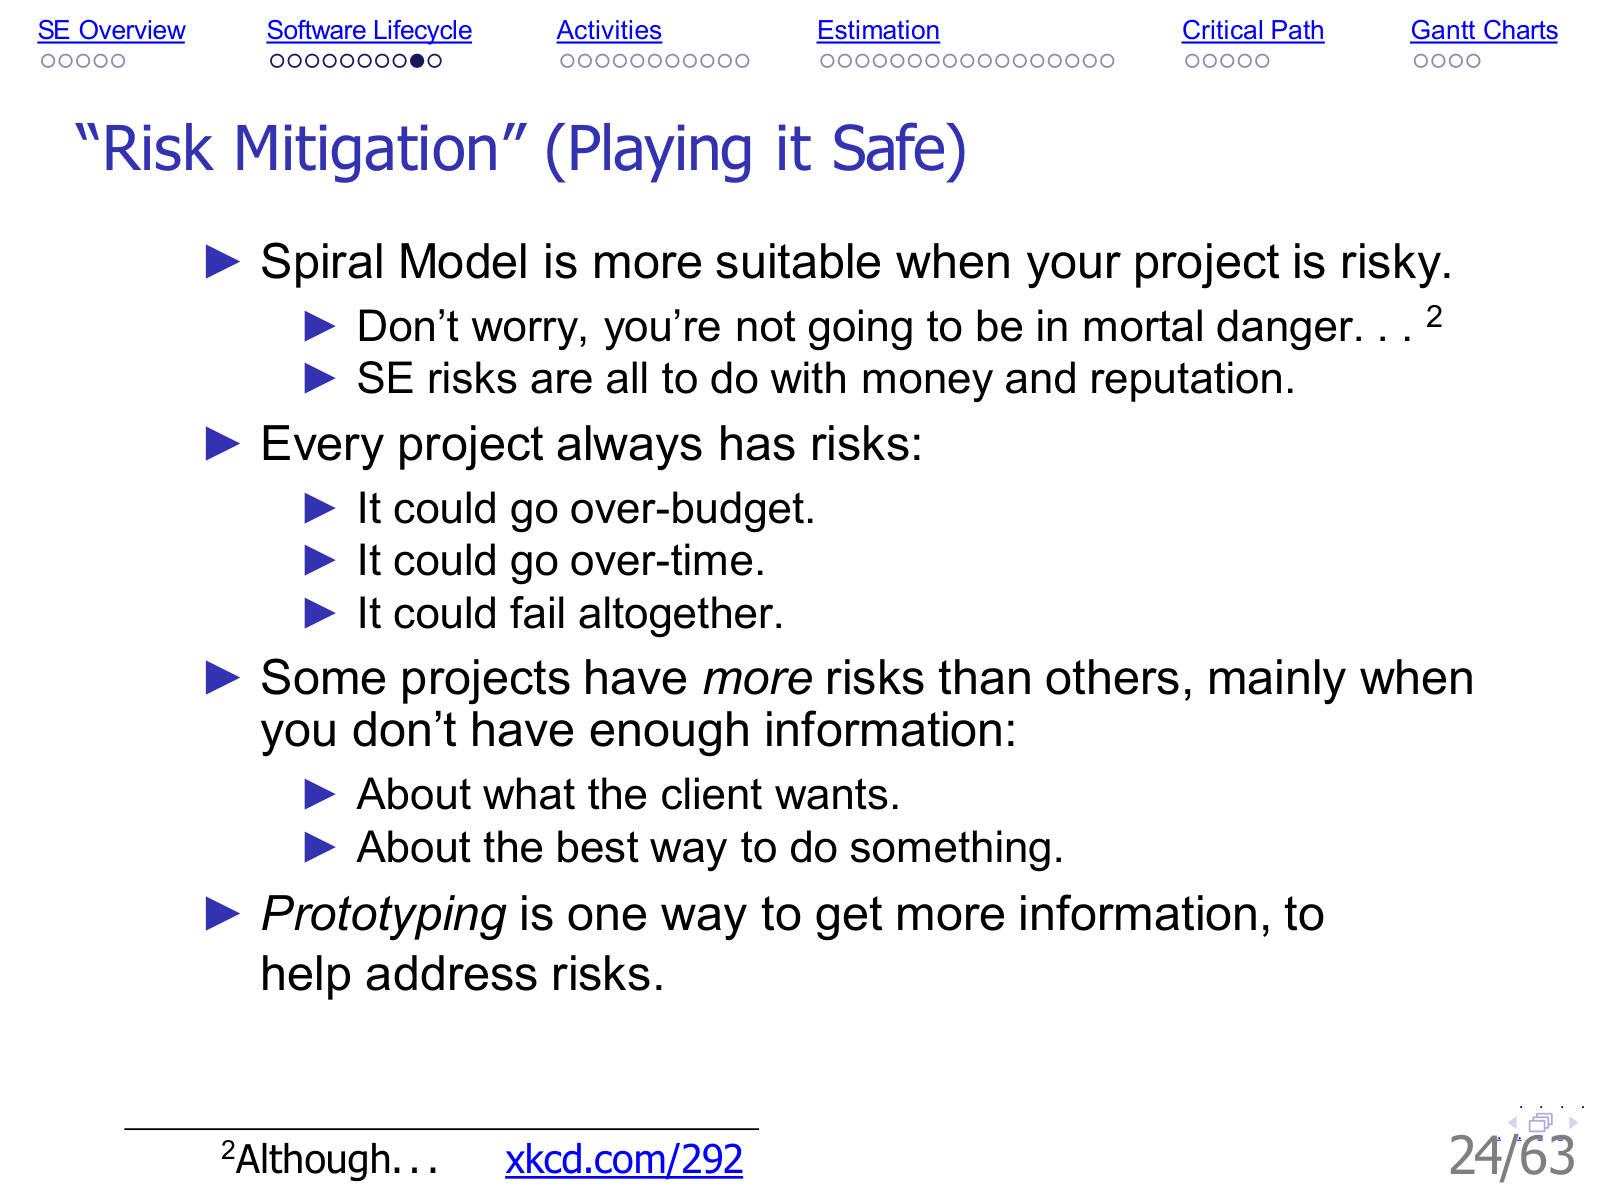 SE Overview Software Lifecycle Activities Estimation Critical Path Gantt Charts
“Risk Mitigation” (Playing it Safe)
Spiral Model is more suitable when your project is risky.
Don’t worry, you’re not going to be in mortal danger. . . 2
SE risks are all to do with money and reputation.
Every project always has risks:
It could go over-budget.
It could go over-time.
It could fail altogether.
Some projects have more risks than others, mainly when
you don’t have enough information:
About what the client wants.
About the best way to do something.
Prototyping is one way to get more information, to
help address risks.
2Although. . . xkcd.com/292
24/63